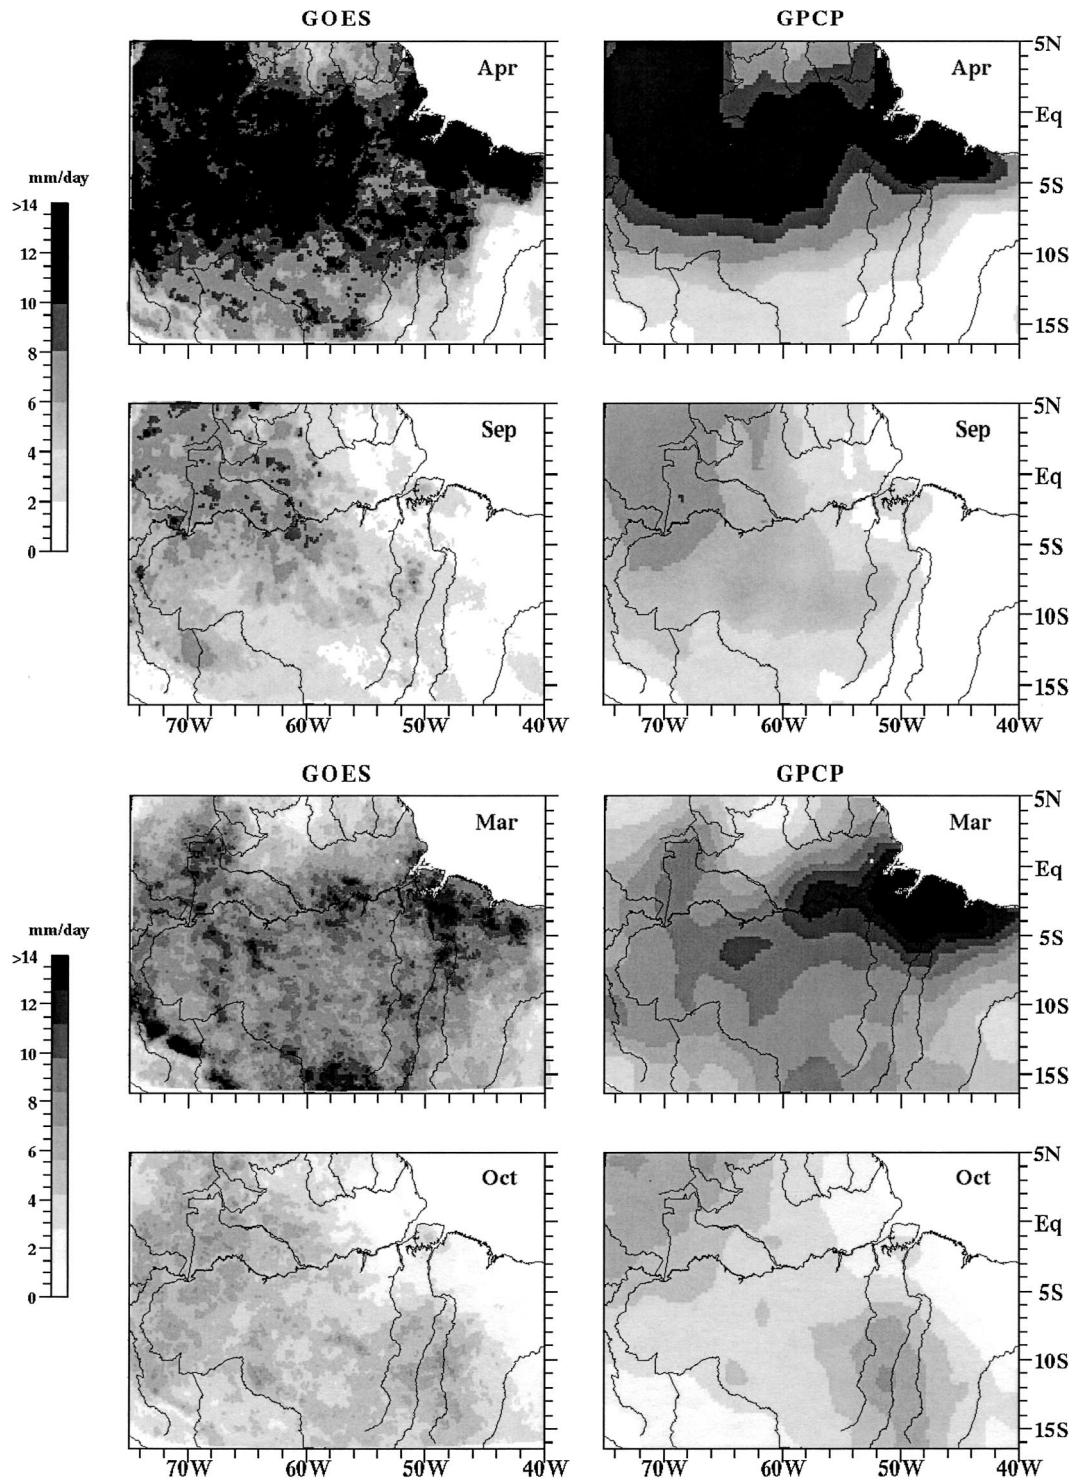 GOES GPCP
Apr Apr 5N
Eq
5S
10S
15S
mm/day
>14
12
10
8
6
4
2
0
Sep Sep 5N
Eq
5S
10S
15S
70W 60W 50W 40W 70W 60W 50W 40W
GOES GPCP
Mar Mar 5N
Eq
5S
10S
15S
mm/day
>14
12
10
8
6
4
2
0
Oct Oct 5N
Eq
5S
10S
15S
70W 60W 50W 40W 70W 60W 50W 40W